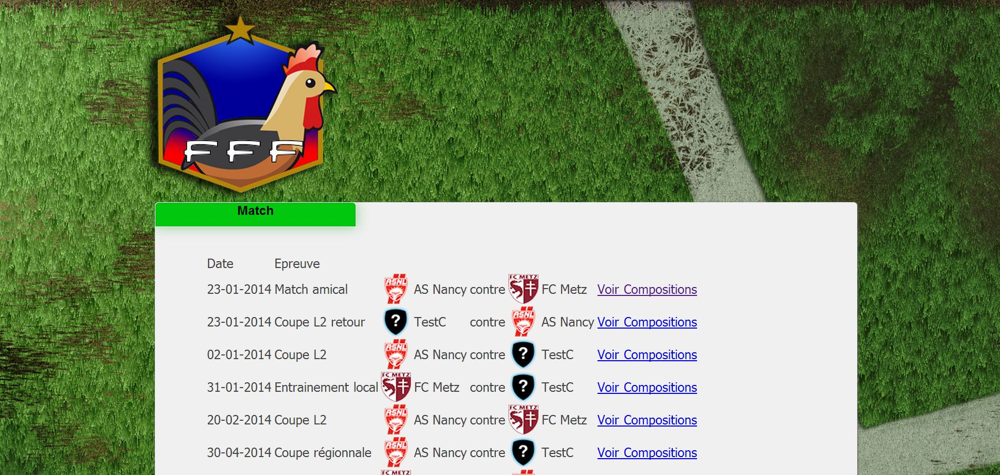 FFF
Match
Date Epreuve
23-01-2014 Match amical ASNL AS Nancy contre FC METZ FC Metz Voir Compositions
23-01-2014 Coupe L2 retour ? TestC contre ASNL AS Nancy Voir Compositions
02-01-2014 Coupe L2 ASNL AS Nancy contre ? TestC Voir Compositions
31-01-2014 Entrainement local FC METZ FC Metz contre ? TestC Voir Compositions
20-02-2014 Coupe L2 ASNL AS Nancy contre FC METZ FC Metz Voir Compositions
30-04-2014 Coupe régionnale ASNL AS Nancy contre ? TestC Voir Compositions
FC METZ